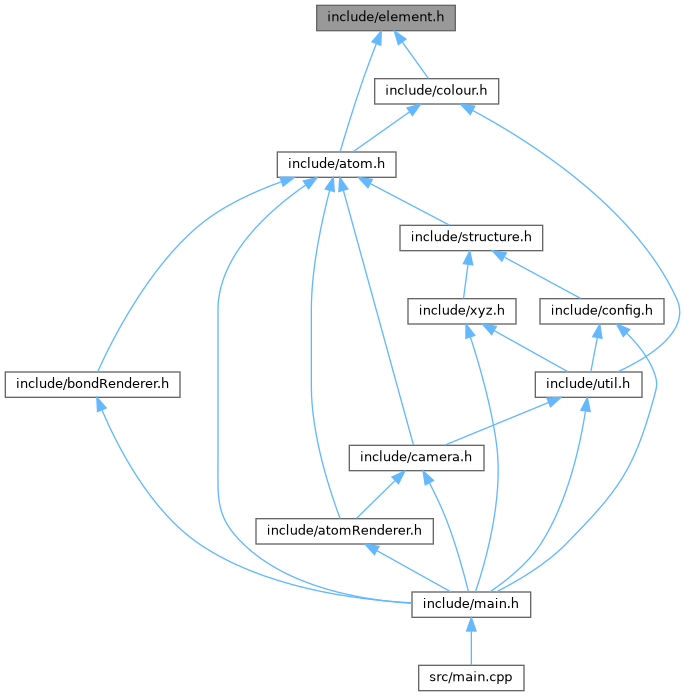 include/element.h
include/colour.h
include/atom.h
include/structure.h
include/xyz.h
include/config.h
include/bondRenderer.h
include/util.h
include/camera.h
include/atomRenderer.h
include/main.h
src/main.cpp